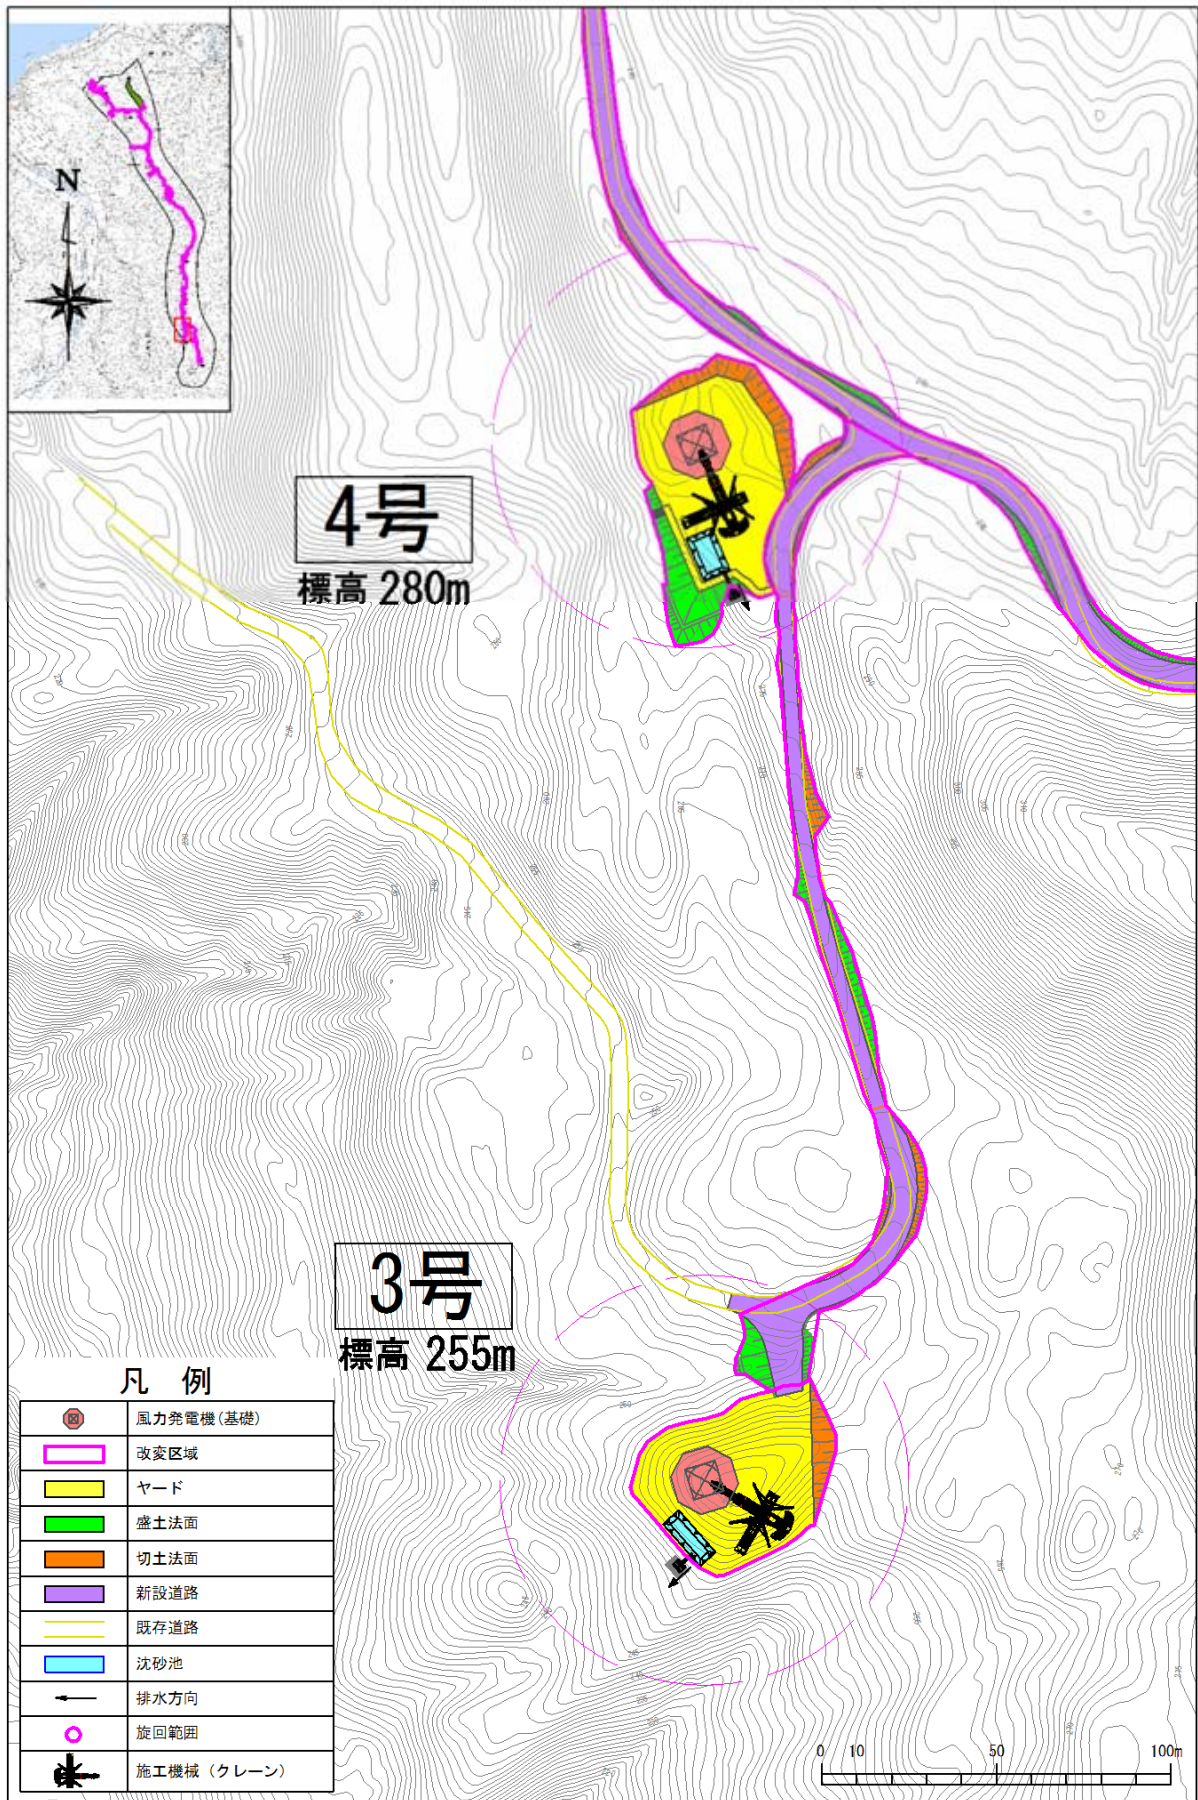 N
4号
標高 280m
3号
標高 255m
凡 例
風力発電機(基礎)
改変区域
ヤード
盛土法面
切土法面
新設道路
既存道路
沈砂池
排水方向
旋回範囲
施工機械（クレーン）
0 10 50 100m